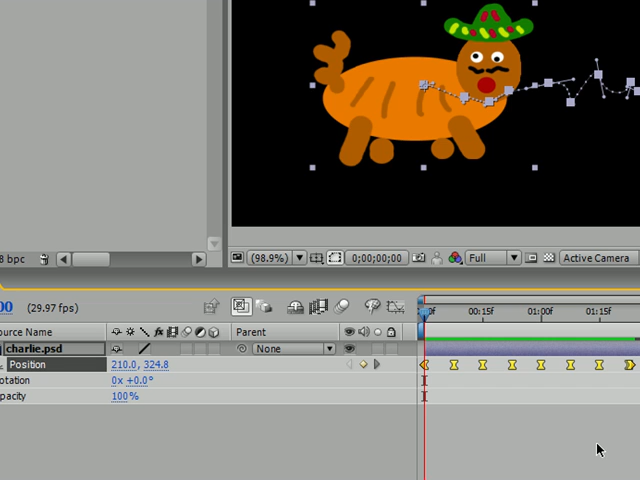 8 bpc
(98.9%)
0;00;00;00
Full
Active Camera
00
(29.97 fps)
00:15f
01:00f
01:15f
ource Name
Parent
charlie.psd
None
Position
210.0, 324.8
otation
0x +0.0°
pacity
100%